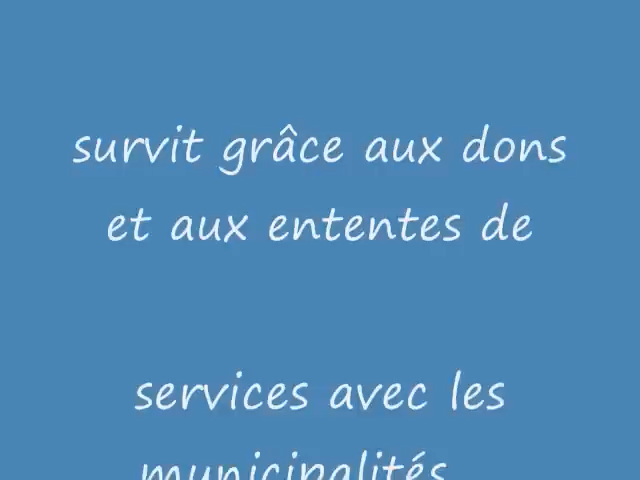 survit grâce aux dons
et aux ententes de
services avec les
municipalités